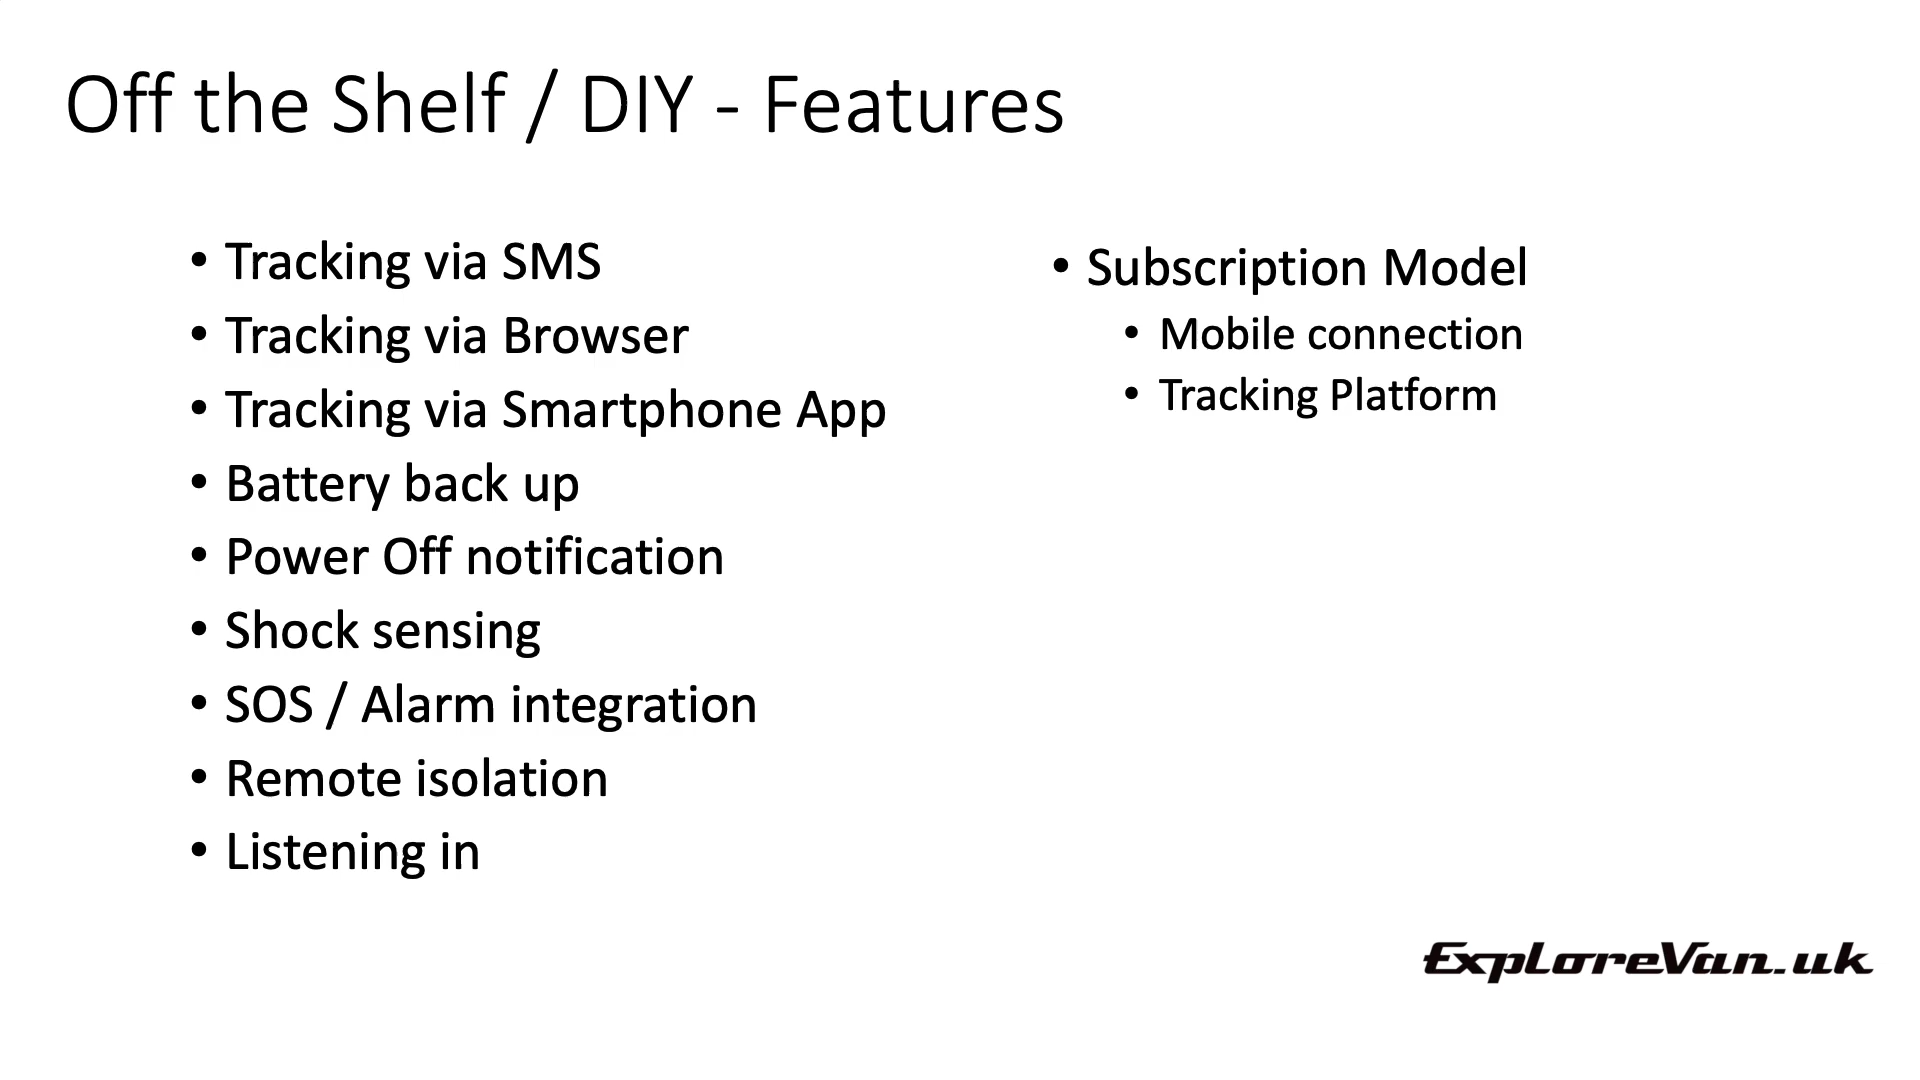 Off the Shelf / DIY - Features
• Tracking via SMS
• Tracking via Browser
• Tracking via Smartphone App
• Battery back up
• Power Off notification
• Shock sensing
• SOS / Alarm integration
• Remote isolation
• Listening in
• Subscription Model
• Mobile connection
• Tracking Platform
ExploreVan.uk